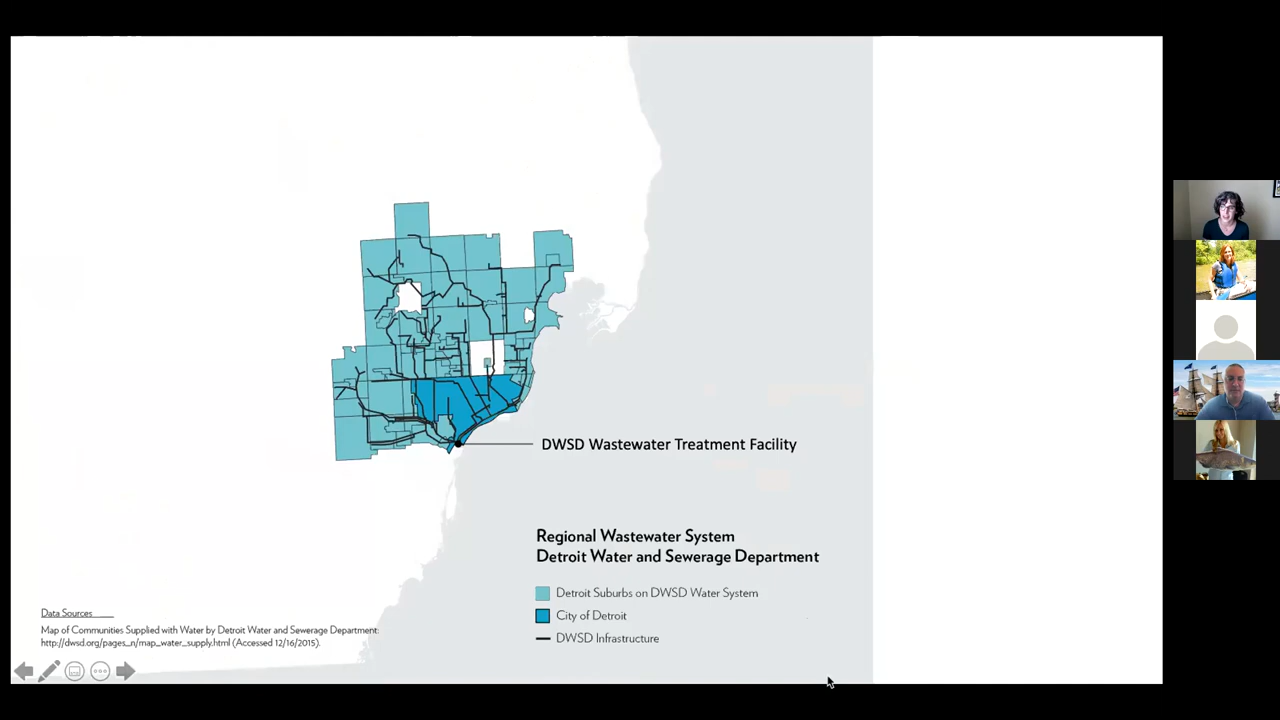 DWSD Wastewater Treatment Facility
Regional Wastewater System
Detroit Water and Sewerage Department
Detroit Suburbs on DWSD Water System
City of Detroit
DWSD Infrastructure
Data Sources
Map of Communities Supplied with Water by Detroit Water and Sewerage Department:
http://dwsd.org/pages_n/map_water_supply.html (Accessed 12/16/2015).